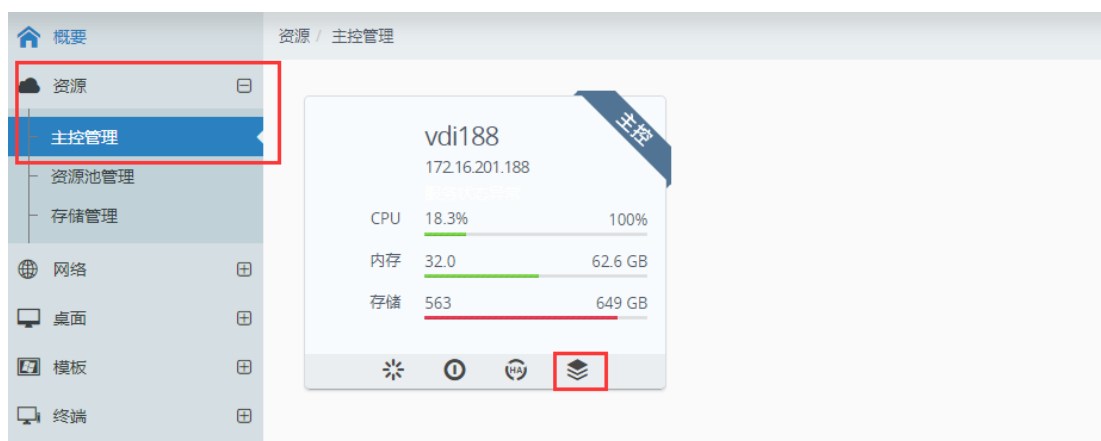 概要
资源
主控管理
资源池管理
存储管理
网络
桌面
模板
终端
资源 / 主控管理
主控
vdi188
172.16.201.188
CPU 18.3% 100%
内存 32.0 62.6 GB
存储 563 649 GB
HA